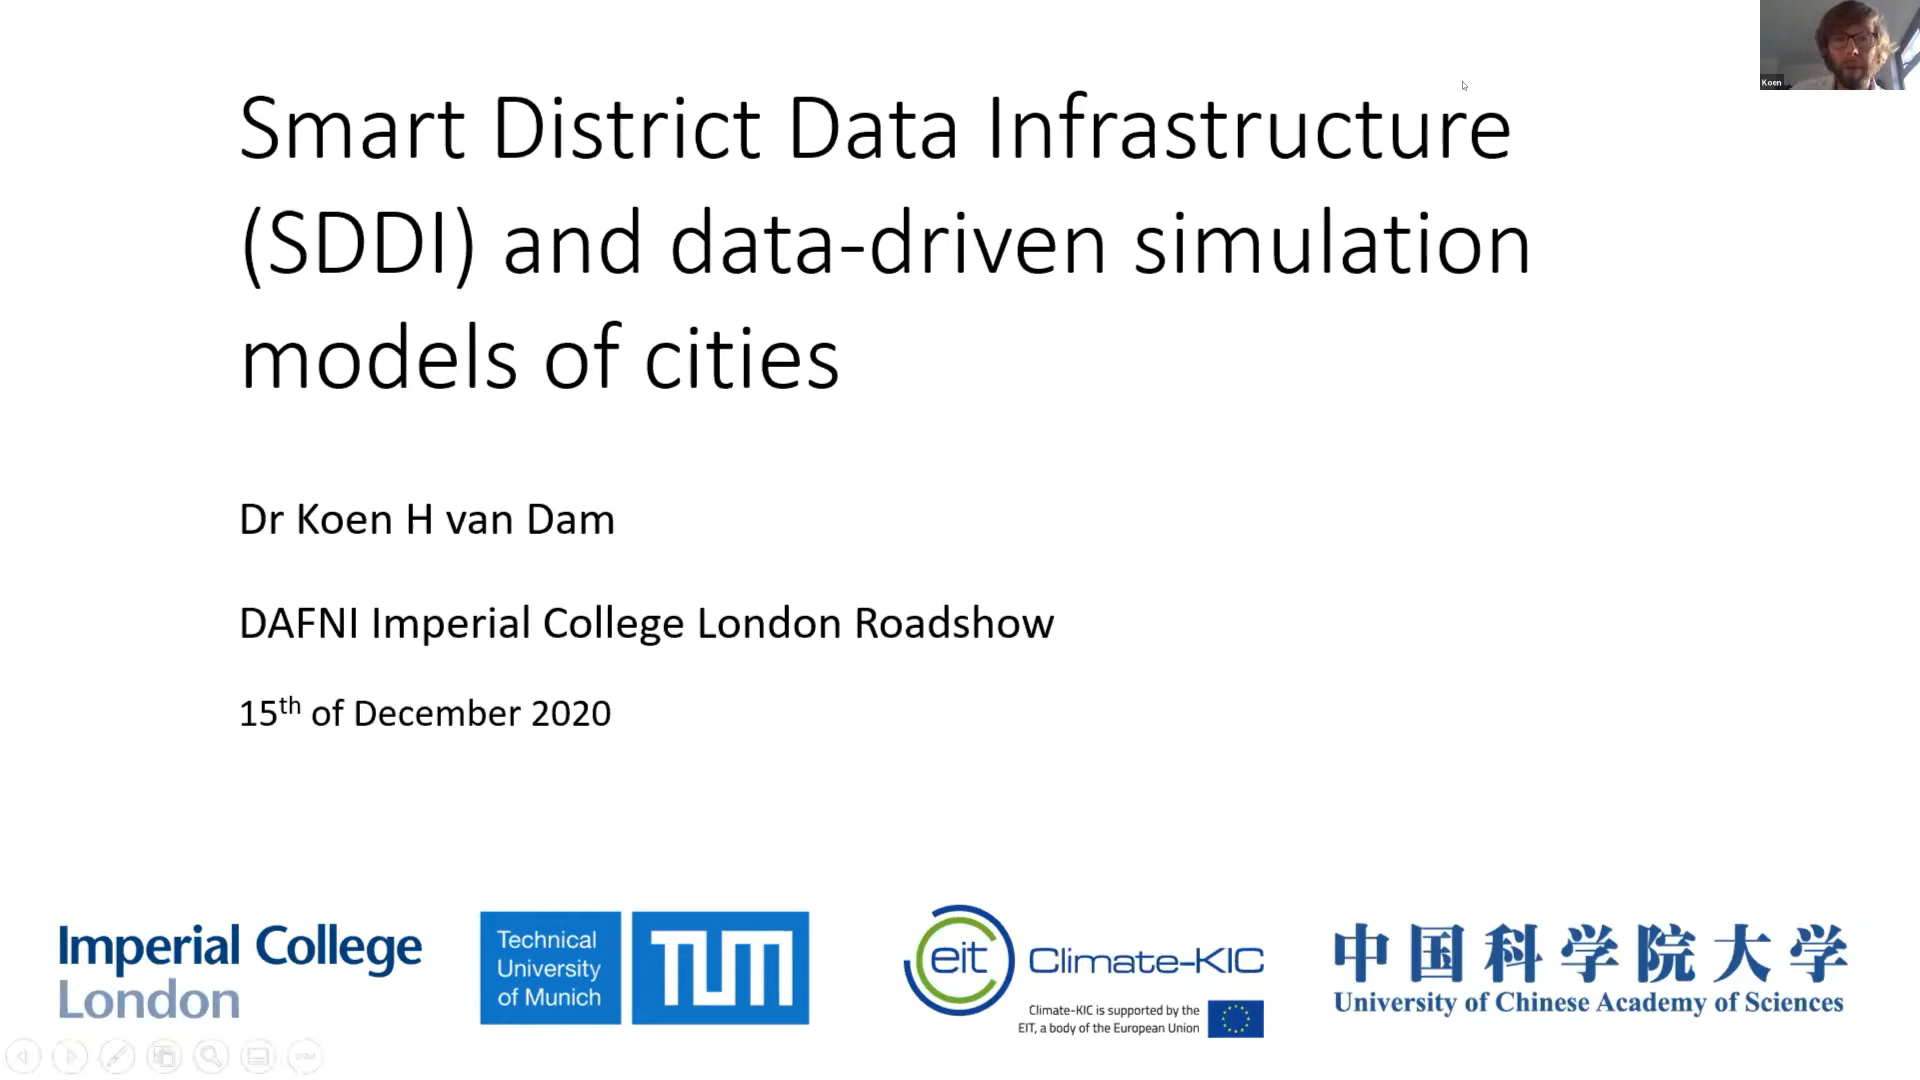 Koen
Smart District Data Infrastructure
(SDDI) and data-driven simulation
models of cities
Dr Koen H van Dam
DAFNI Imperial College London Roadshow
15th of December 2020
Imperial College
London
Technical
University
of Munich
TUM
eit Climate-KIC
Climate-KIC is supported by the
EIT, a body of the European Union
中国科学院大学
University of Chinese Academy of Sciences